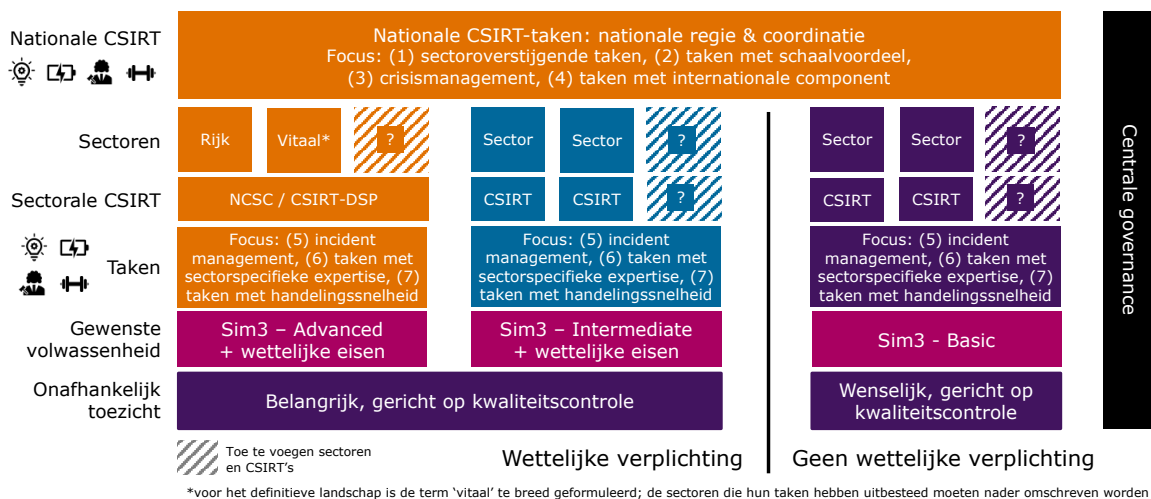 Nationale CSIRT
Nationale CSIRT-taken: nationale regie & coordinatie
Focus: (1) sectoroverstijgende taken, (2) taken met schaalvoordeel,
(3) crisismanagement, (4) taken met internationale component
Sectoren
Rijk
Vitaal*
?
Sector
Sector
?
Sector
Sector
?
Sectorale CSIRT
NCSC / CSIRT-DSP
CSIRT
CSIRT
?
CSIRT
CSIRT
?
Taken
Focus: (5) incident
management, (6) taken met
sectorspecifieke expertise, (7)
taken met handelingssnelheid
Focus: (5) incident
management, (6) taken met
sectorspecifieke expertise, (7)
taken met handelingssnelheid
Focus: (5) incident
management, (6) taken met
sectorspecifieke expertise, (7)
taken met handelingssnelheid
Gewenste
volwassenheid
Sim3 – Advanced
+ wettelijke eisen
Sim3 – Intermediate
+ wettelijke eisen
Sim3 - Basic
Onafhankelijk
toezicht
Belangrijk, gericht op kwaliteitscontrole
Wenselijk, gericht op
kwaliteitscontrole
Centrale governance
Toe te voegen sectoren
en CSIRT's
Wettelijke verplichting
Geen wettelijke verplichting
*voor het definitieve landschap is de term 'vitaal' te breed geformuleerd; de sectoren die hun taken hebben uitbesteed moeten nader omschreven worden